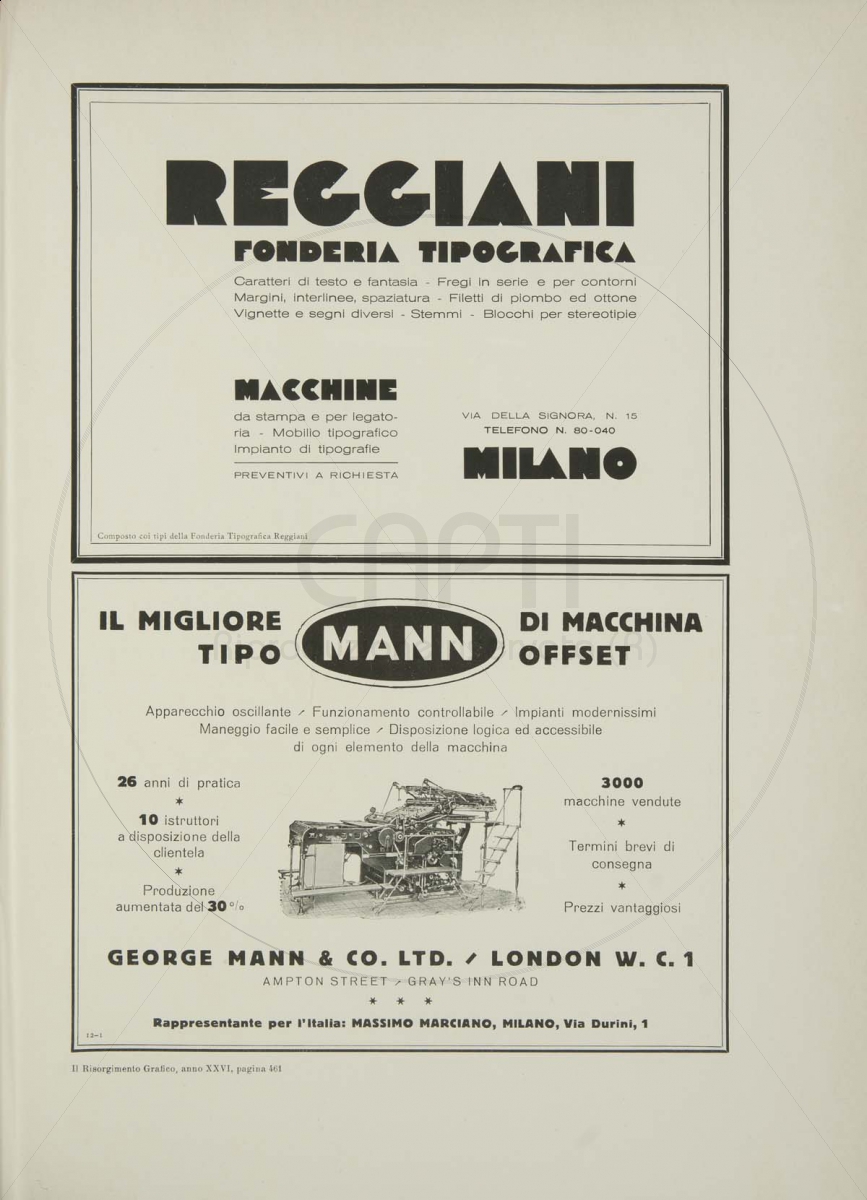 REGGIANI
FONDERIA TIPOGRAFICA
Caratteri di testo e fantasia - Fregi in serie e per contorni
Margini, interlinee, spaziatura - Filetti di piombo ed ottone
Vignette e segni diversi - Stemmi - Blocchi per stereotipie
MACCHINE
da stampa e per legato-
ria - Mobilio tipografico
Impianto di tipografie
PREVENTIVI A RICHIESTA
VIA DELLA SIGNORA, N. 15
TELEFONO N. 80-040
MILANO
Composto coi tipi della Fonderia Tipografica Reggiani
CAPTI
IL MIGLIORE
TIPO
MANN
DI MACCHINA
OFFSET
Apparecchio oscillante / Funzionamento controllabile / Impianti modernissimi
Maneggio facile e semplice / Disposizione logica ed accessibile
di ogni elemento della macchina
26 anni di pratica
*
10 istruttori
a disposizione della
clientela
*
Produzione
aumentata del 30%
3000
macchine vendute
*
Termini brevi di
consegna
*
Prezzi vantaggiosi
GEORGE MANN & CO. LTD. / LONDON W. C. 1
AMPTON STREET / GRAY'S INN ROAD
* * *
Rappresentante per l'Italia: MASSIMO MARCIANO, MILANO, Via Durini, 1
12-1
Il Risorgimento Grafico, anno XXVI, pagina 461